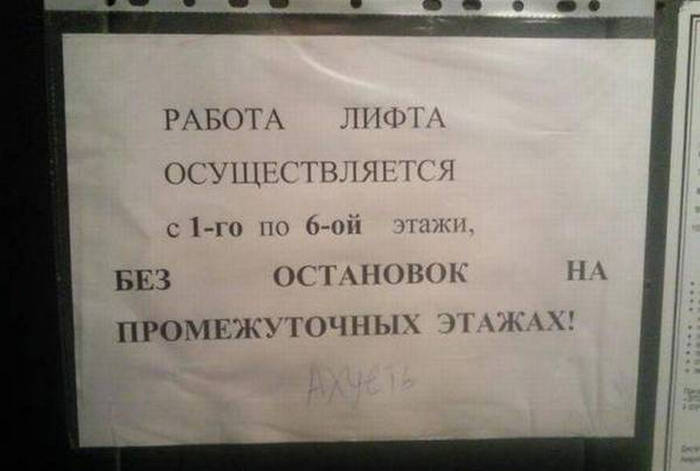 РАБОТА ЛИФТА
ОСУЩЕСТВЛЯЕТСЯ
с 1-го по 6-ой этажи,
БЕЗ ОСТАНОВОК НА
ПРОМЕЖУТОЧНЫХ ЭТАЖАХ!
АХУЕТЬ